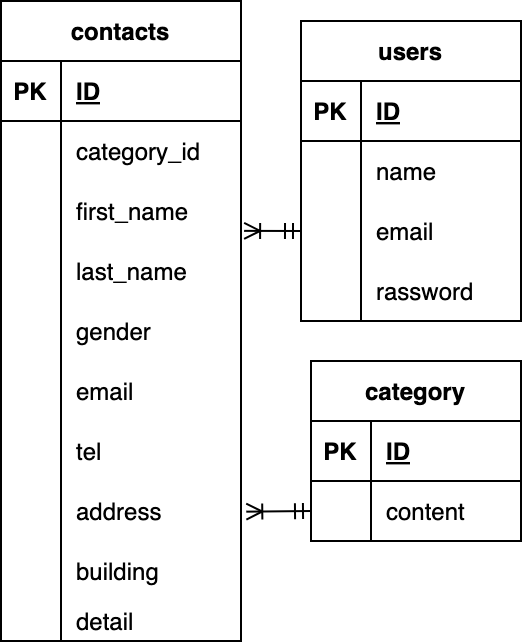 contacts
PK ID
category_id
first_name
last_name
gender
email
tel
address
building
detail
users
PK ID
name
email
rassword
category
PK ID
content